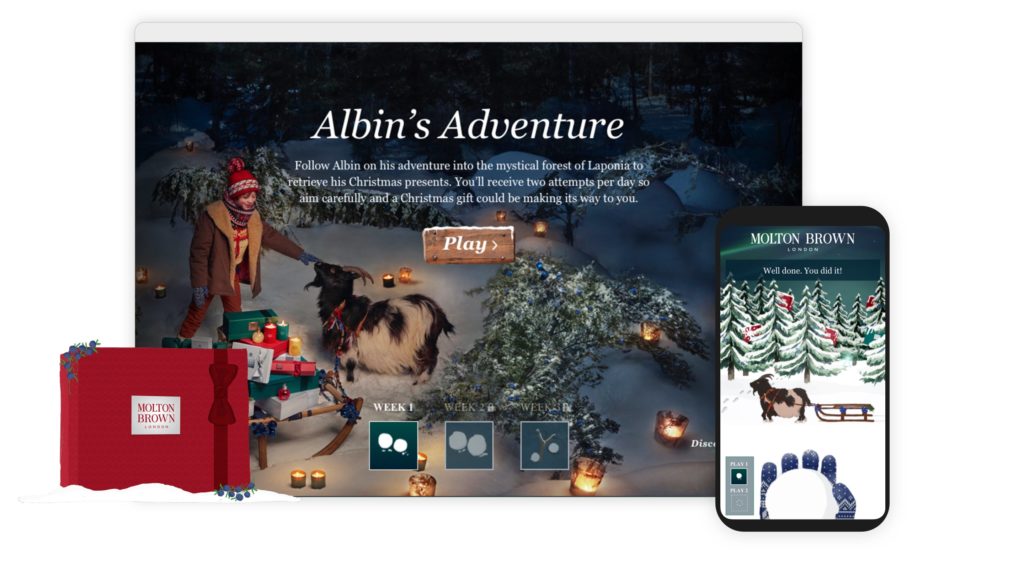 Albin's Adventure
Follow Albin on his adventure into the mystical forest of Laponia to
retrieve his Christmas presents. You'll receive two attempts per day so
aim carefully and a Christmas gift could be making its way to you.
Play ›
WEEK 1
WEEK 2
WEEK 3
MOLTON
BROWN
LONDON
MOLTON BROWN
LONDON
Well done. You did it!
PLAY 1
PLAY 2